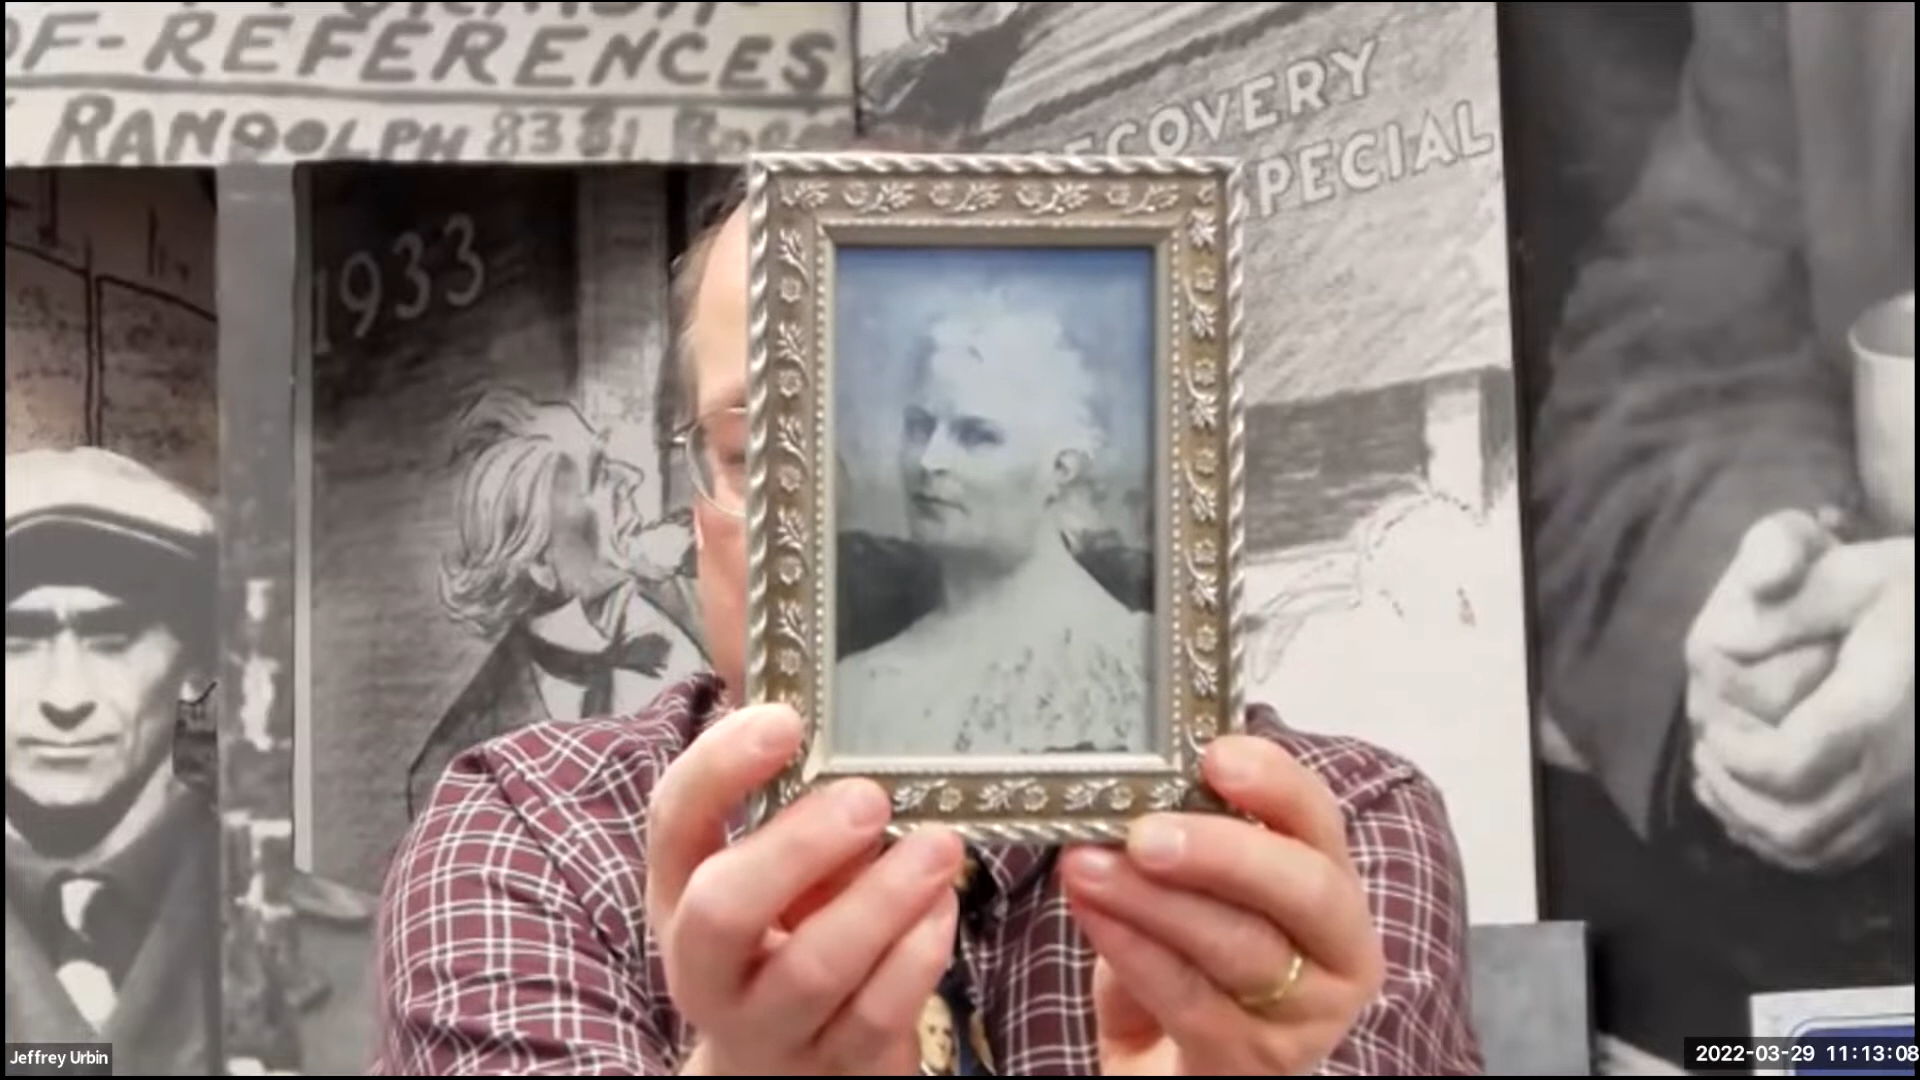 OF-REFERENCES
RANDOLPH 8381
RECOVERY
SPECIAL
1933
Jeffrey Urbin
2022-03-29 11:13:08